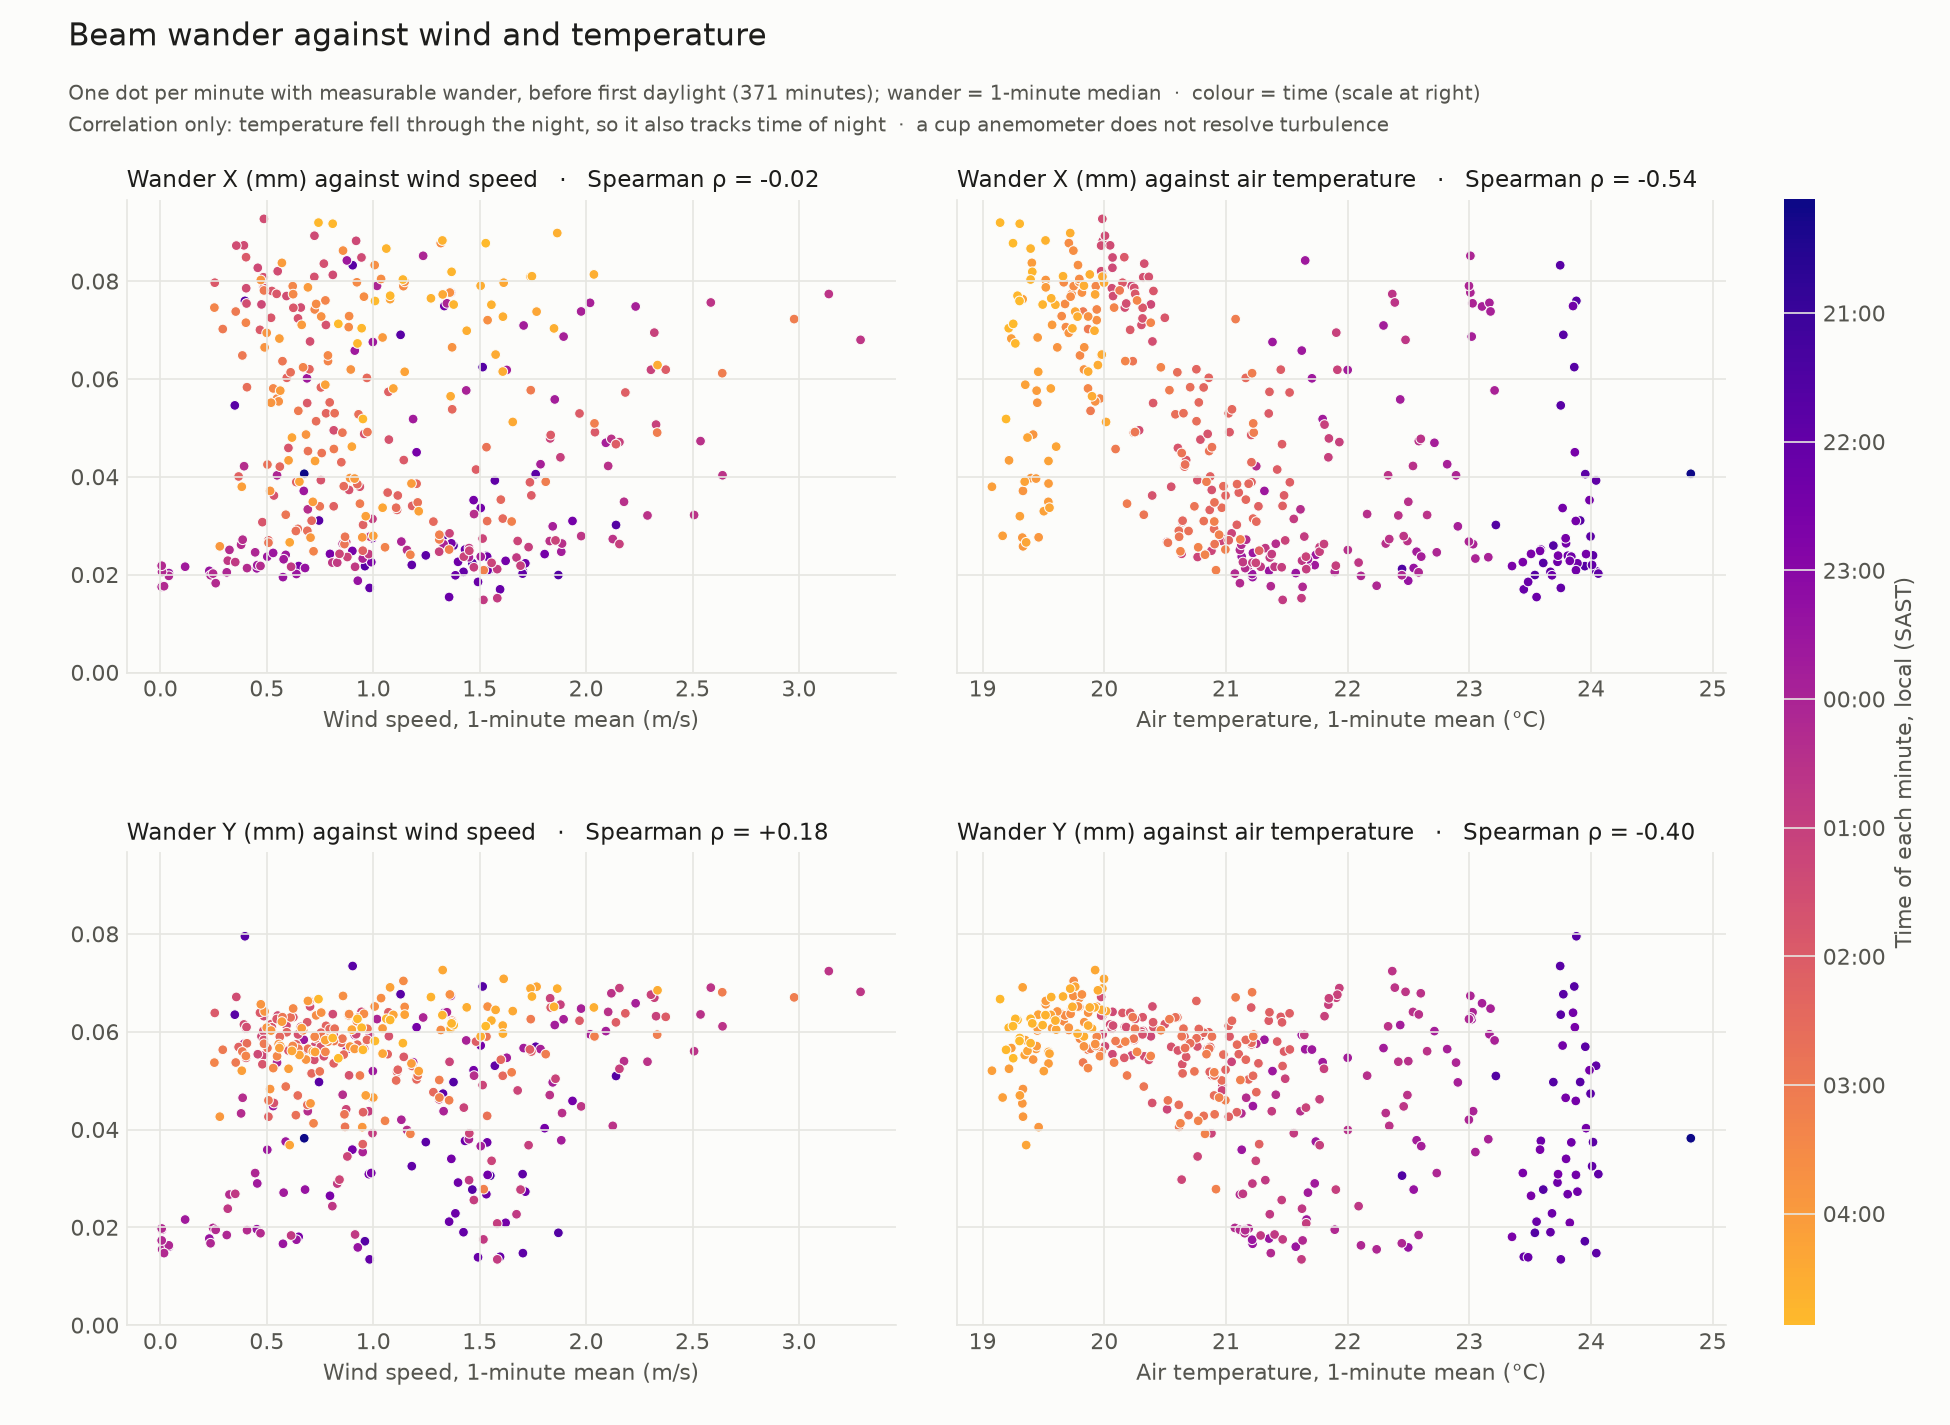 Beam wander against wind and temperature
One dot per minute with measurable wander, before first daylight (371 minutes); wander = 1-minute median · colour = time (scale at right)
Correlation only: temperature fell through the night, so it also tracks time of night · a cup anemometer does not resolve turbulence
Wander X (mm) against wind speed · Spearman ρ = -0.02
0.08
0.06
0.04
0.02
0.00
0.0 0.5 1.0 1.5 2.0 2.5 3.0
Wind speed, 1-minute mean (m/s)
Wander X (mm) against air temperature · Spearman ρ = -0.54
19 20 21 22 23 24 25
Air temperature, 1-minute mean (°C)
Wander Y (mm) against wind speed · Spearman ρ = +0.18
0.08
0.06
0.04
0.02
0.00
0.0 0.5 1.0 1.5 2.0 2.5 3.0
Wind speed, 1-minute mean (m/s)
Wander Y (mm) against air temperature · Spearman ρ = -0.40
19 20 21 22 23 24 25
Air temperature, 1-minute mean (°C)
21:00
22:00
23:00
00:00
01:00
02:00
03:00
04:00
Time of each minute, local (SAST)